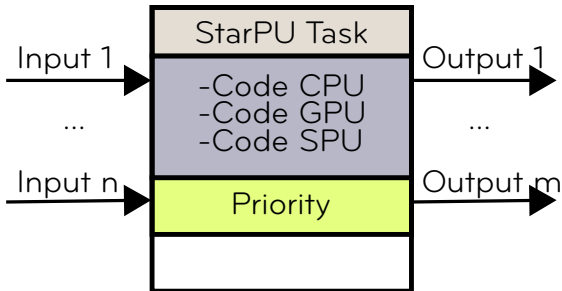 StarPU Task
Input 1
Output 1
-Code CPU
-Code GPU
-Code SPU
...
...
Input n
Output m
Priority